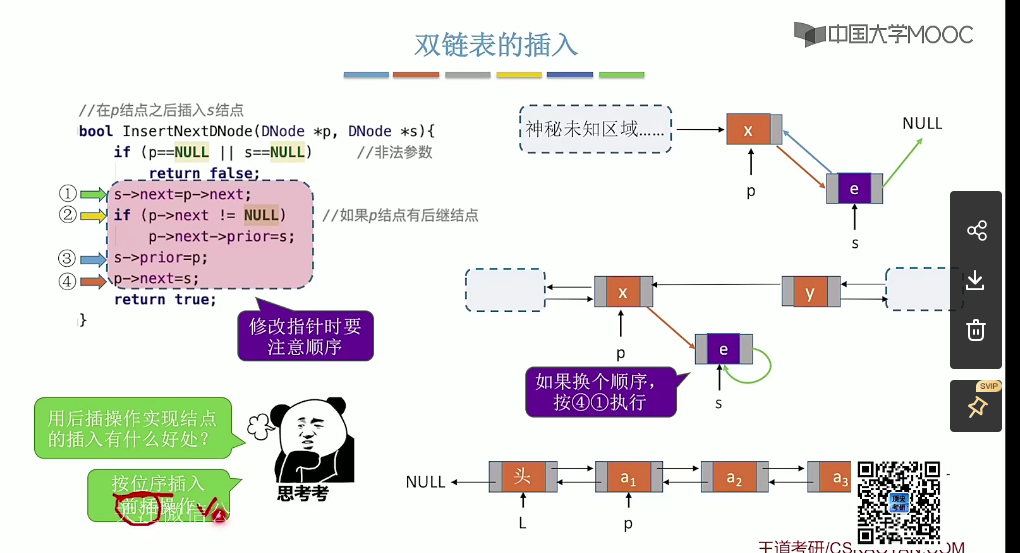 中国大学MOOC
双链表的插入
//在p结点之后插入s结点
bool InsertNextDNode(DNode *p, DNode *s){
if (p==NULL || s==NULL) //非法参数
return false;
① s->next=p->next;
② if (p->next != NULL) //如果p结点有后继结点
p->next->prior=s;
③ s->prior=p;
④ p->next=s;
return true;
}
修改指针时要
注意顺序
神秘未知区域......
x
NULL
p
e
s
x
y
p
e
如果换个顺序，
按④①执行
s
用后插操作实现结点
的插入有什么好处？
按位序插入
前插操作
思考考
NULL
头
a1
a2
a3
L
p
SVIP
王道考研/CSKAOYAN.COM